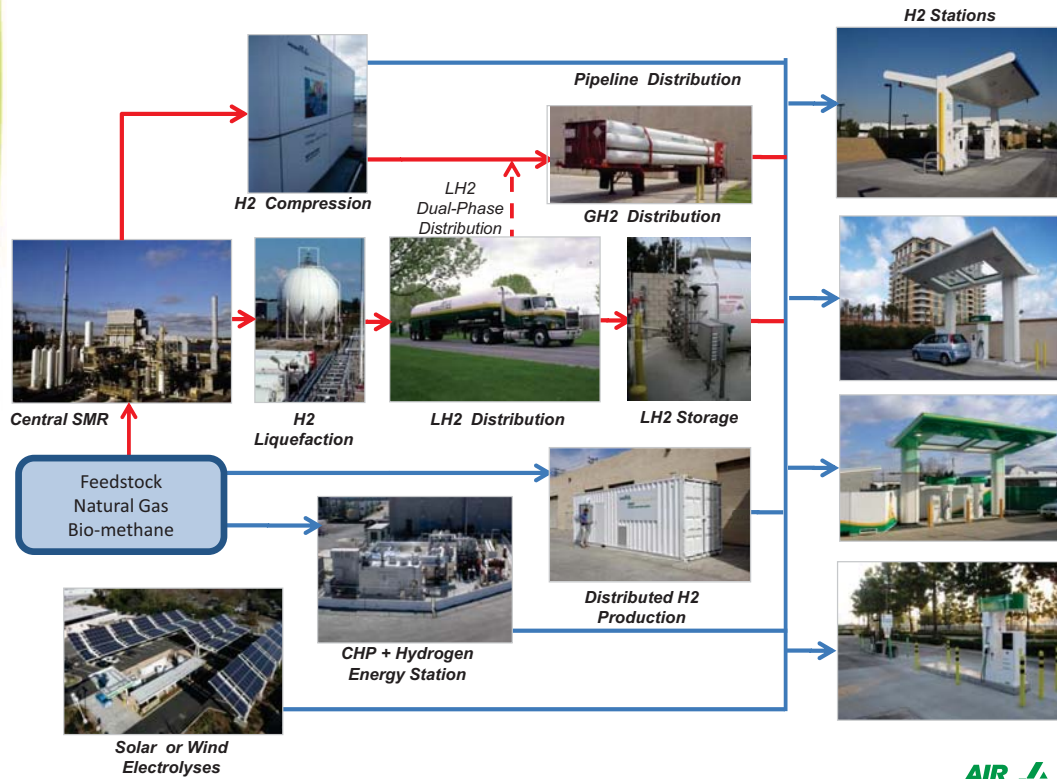 H2 Stations
Pipeline Distribution
H2 Compression
LH2
Dual-Phase
Distribution
GH2 Distribution
Central SMR
H2
Liquefaction
LH2 Distribution
LH2 Storage
Feedstock
Natural Gas
Bio-methane
Distributed H2
Production
CHP + Hydrogen
Energy Station
Solar or Wind
Electrolyses
AIR